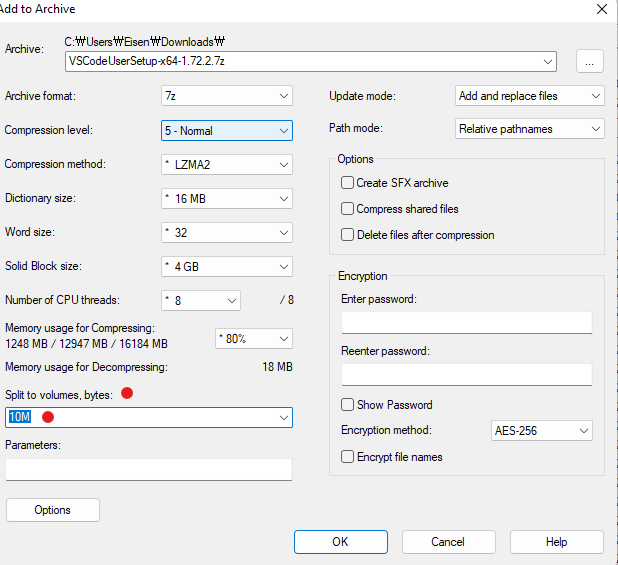 Add to Archive
Archive:
C:₩Users₩Eisen₩Downloads₩
VSCodeUserSetup-x64-1.72.2.7z
...
Archive format:
7z
Compression level:
5 - Normal
Compression method:
* LZMA2
Dictionary size:
* 16 MB
Word size:
* 32
Solid Block size:
* 4 GB
Number of CPU threads:
* 8
/ 8
Memory usage for Compressing:
1248 MB / 12947 MB / 16184 MB
* 80%
Memory usage for Decompressing:
18 MB
Split to volumes, bytes:
10M
Parameters:
Options
Update mode:
Add and replace files
Path mode:
Relative pathnames
Options
Create SFX archive
Compress shared files
Delete files after compression
Encryption
Enter password:
Reenter password:
Show Password
Encryption method:
AES-256
Encrypt file names
OK
Cancel
Help